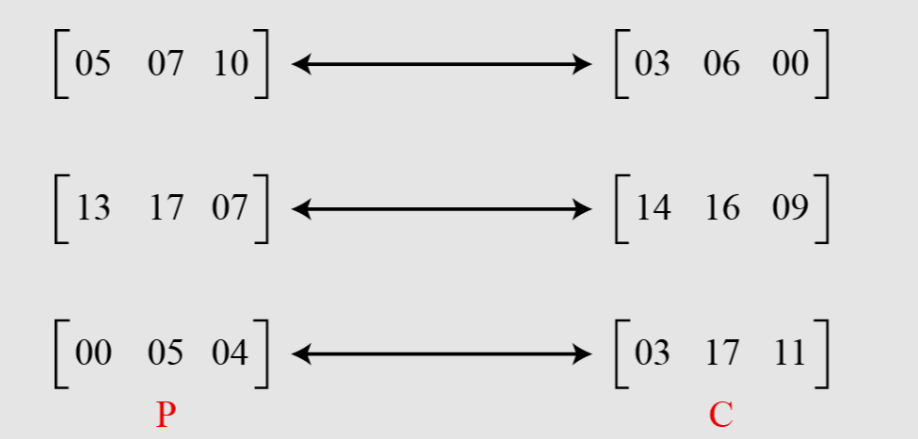 [05 07 10] ⟷ [03 06 00]
[13 17 07] ⟷ [14 16 09]
[00 05 04] ⟷ [03 17 11]
P C